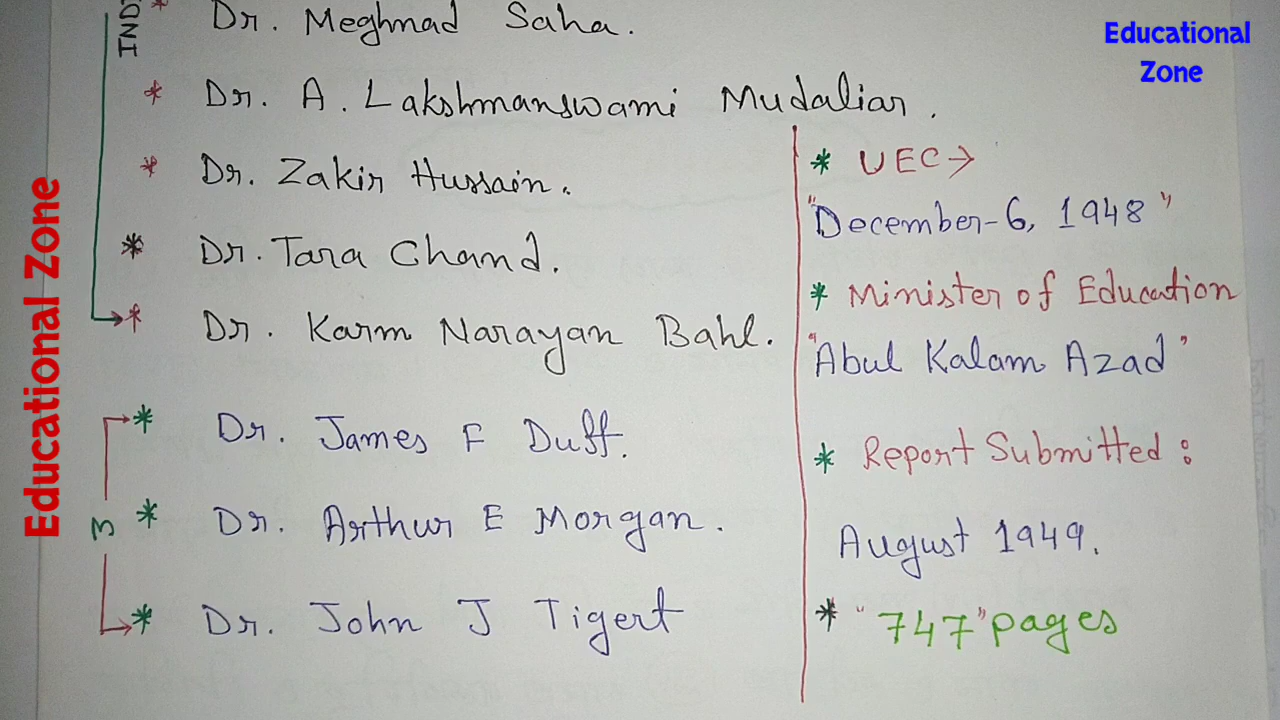 IND
* Dr. Meghnad Saha.
* Dr. A. Lakshmanswami Mudaliar.
* Dr. Zakir Hussain.
* Dr. Tara Chand.
* Dr. Karm Narayan Bahl.
3
* Dr. James F Duff.
* Dr. Arthur E Morgan.
* Dr. John J Tigert
* UEC →
"December-6, 1948"
* Minister of Education
"Abul Kalam Azad"
* Report Submitted :
August 1949.
* "747" pages
Educational
Zone
Educational Zone